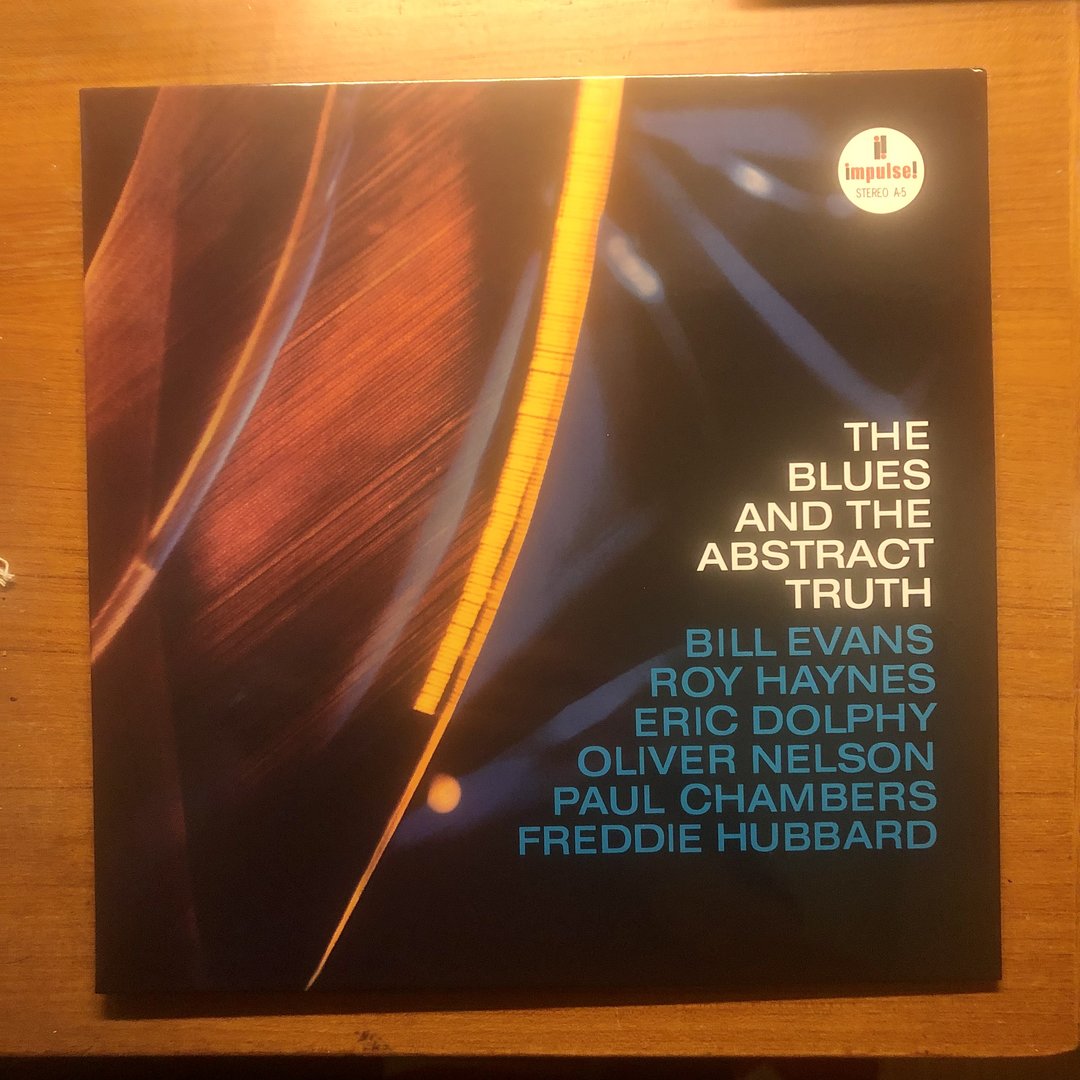 i!
impulse!
STEREO A-5
THE
BLUES
AND THE
ABSTRACT
TRUTH
BILL EVANS
ROY HAYNES
ERIC DOLPHY
OLIVER NELSON
PAUL CHAMBERS
FREDDIE HUBBARD